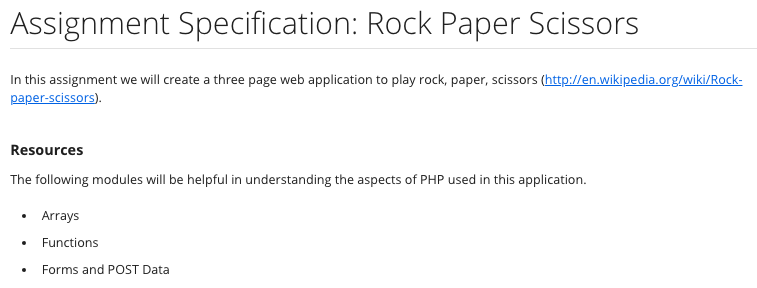 Assignment Specification: Rock Paper Scissors
In this assignment we will create a three page web application to play rock, paper, scissors (http://en.wikipedia.org/wiki/Rock-
paper-scissors).
Resources
The following modules will be helpful in understanding the aspects of PHP used in this application.
• Arrays
• Functions
• Forms and POST Data